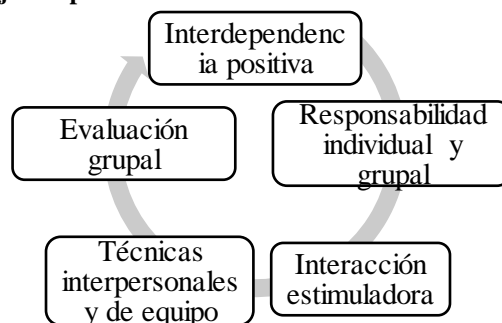 Interdependenc
ia positiva
Responsabilidad
individual y
grupal
Interacción
estimuladora
Técnicas
interpersonales
y de equipo
Evaluación
grupal